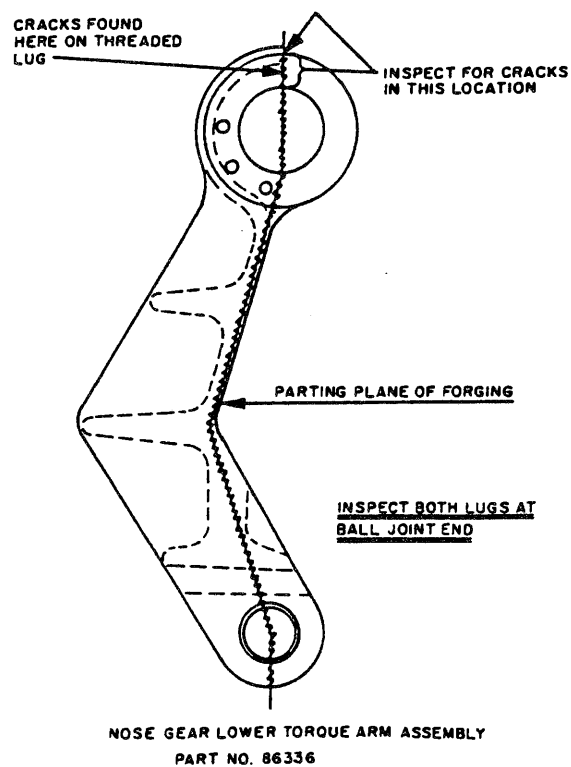 CRACKS FOUND
HERE ON THREADED
LUG
INSPECT FOR CRACKS
IN THIS LOCATION
PARTING PLANE OF FORGING
INSPECT BOTH LUGS AT
BALL JOINT END
NOSE GEAR LOWER TORQUE ARM ASSEMBLY
PART NO. 86336